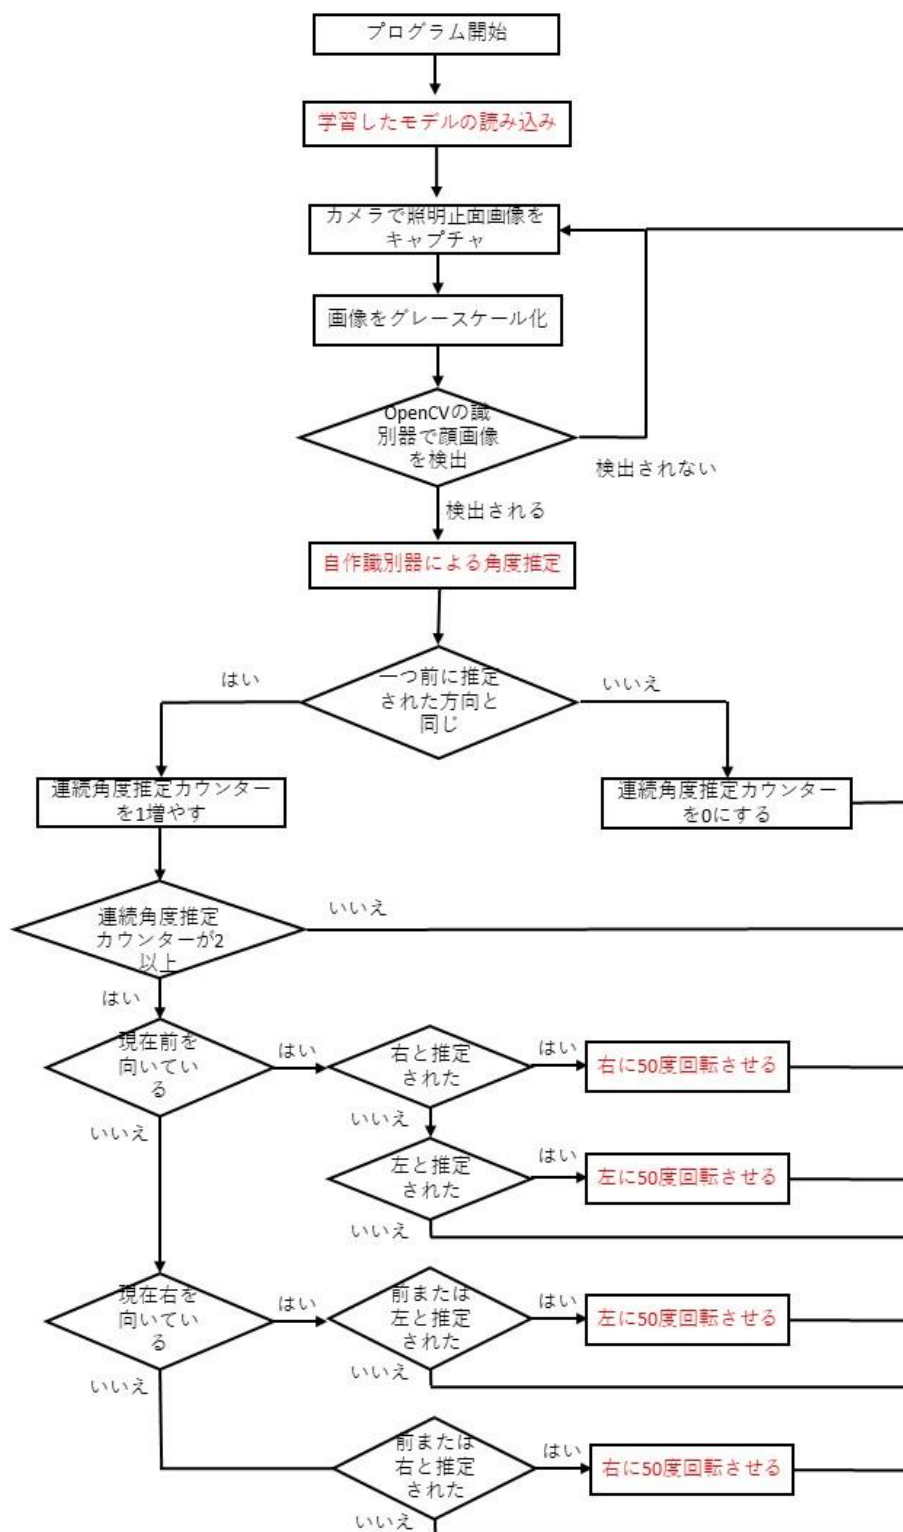 プログラム開始
学習したモデルの読み込み
カメラで照明正面画像を
キャプチャ
画像をグレースケール化
OpenCVの識
別器で顔画像
を検出
検出されない
検出される
自作識別器による角度推定
一つ前に推定
された方向と
同じ
はい
いいえ
連続角度推定カウンター
を1増やす
連続角度推定カウンター
を0にする
連続角度推定
カウンターが2
以上
いいえ
はい
現在前を
向いてい
る
はい
右と推定
された
はい
右に50度回転させる
いいえ
いいえ
左と推定
された
はい
左に50度回転させる
いいえ
現在右を
向いてい
る
はい
前または
左と推定
された
はい
左に50度回転させる
いいえ
いいえ
前または
右と推定
された
はい
右に50度回転させる
いいえ